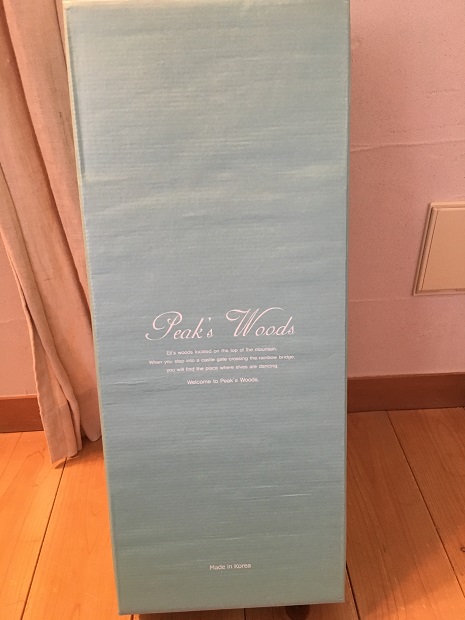 Peak's Woods
Elf's woods located on the top of the mountain.
When you step into a castle gate crossing the rainbow bridge
you will find the place where elves are dancing.
Welcome to Peak's Woods.
Made in Korea